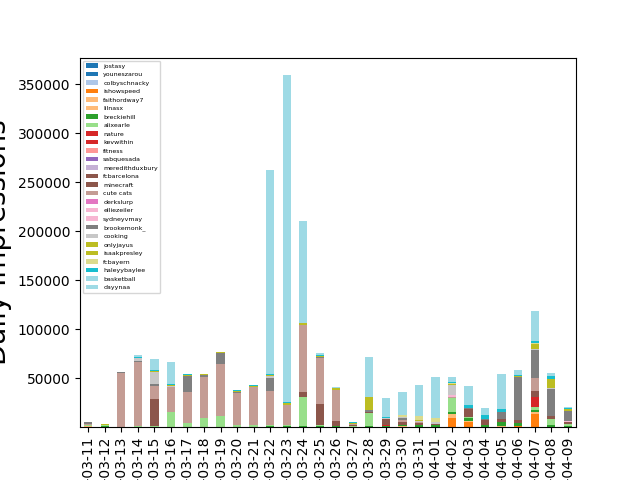 Daily Impressions
350000
300000
250000
200000
150000
100000
50000
jostasy
youneszarou
colbyschnacky
ishowspeed
faithordway7
lilnasx
breckiehill
alixearle
nature
kevwithin
fitness
sabquesada
meredithduxbury
fcbarcelona
minecraft
cute cats
derkslurp
elliezeiler
sydneyvmay
brookemonk_
cooking
onlyjayus
isaakpresley
fcbayern
haleyybaylee
basketball
dayynaa
03-11
03-12
03-13
03-14
03-15
03-16
03-17
03-18
03-19
03-20
03-21
03-22
03-23
03-24
03-25
03-26
03-27
03-28
03-29
03-30
03-31
04-01
04-02
04-03
04-04
04-05
04-06
04-07
04-08
04-09